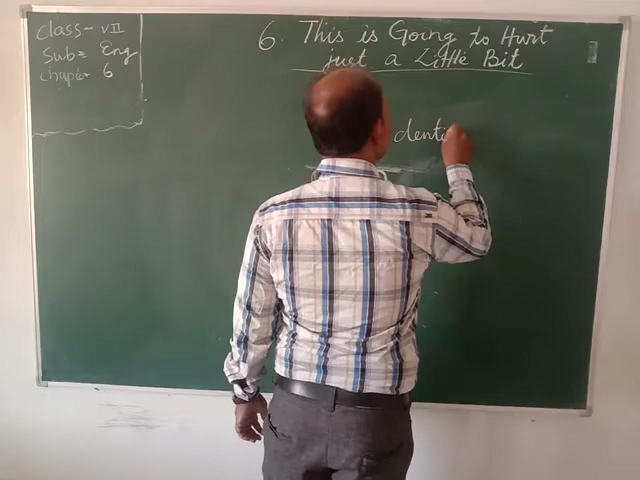 Class - VII
Sub = Eng
Chapter 6
6. This is Going to Hurt
just a Little Bit
denti